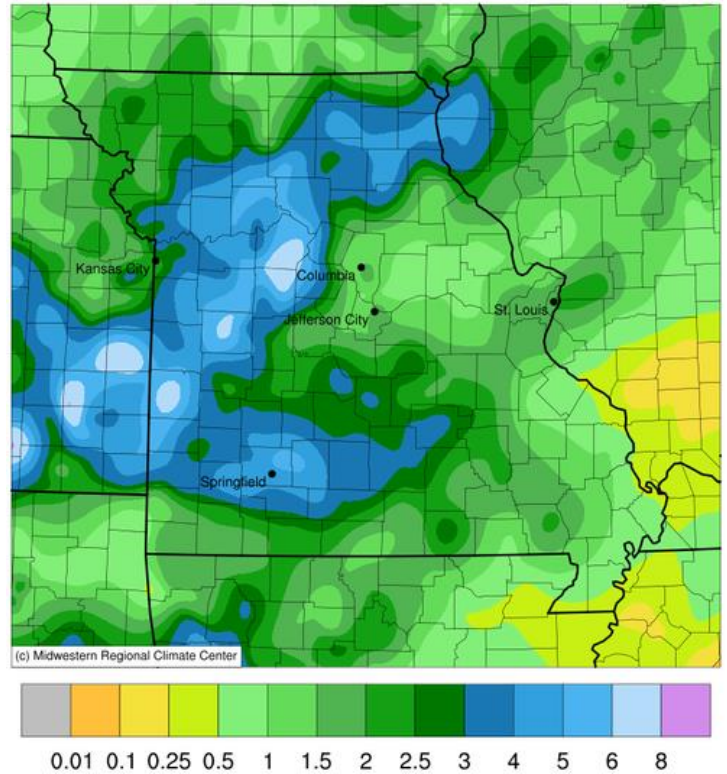 Kansas City
Columbia
St. Louis
Jefferson City
Springfield
(c) Midwestern Regional Climate Center
0.01 0.1 0.25 0.5 1 1.5 2 2.5 3 4 5 6 8